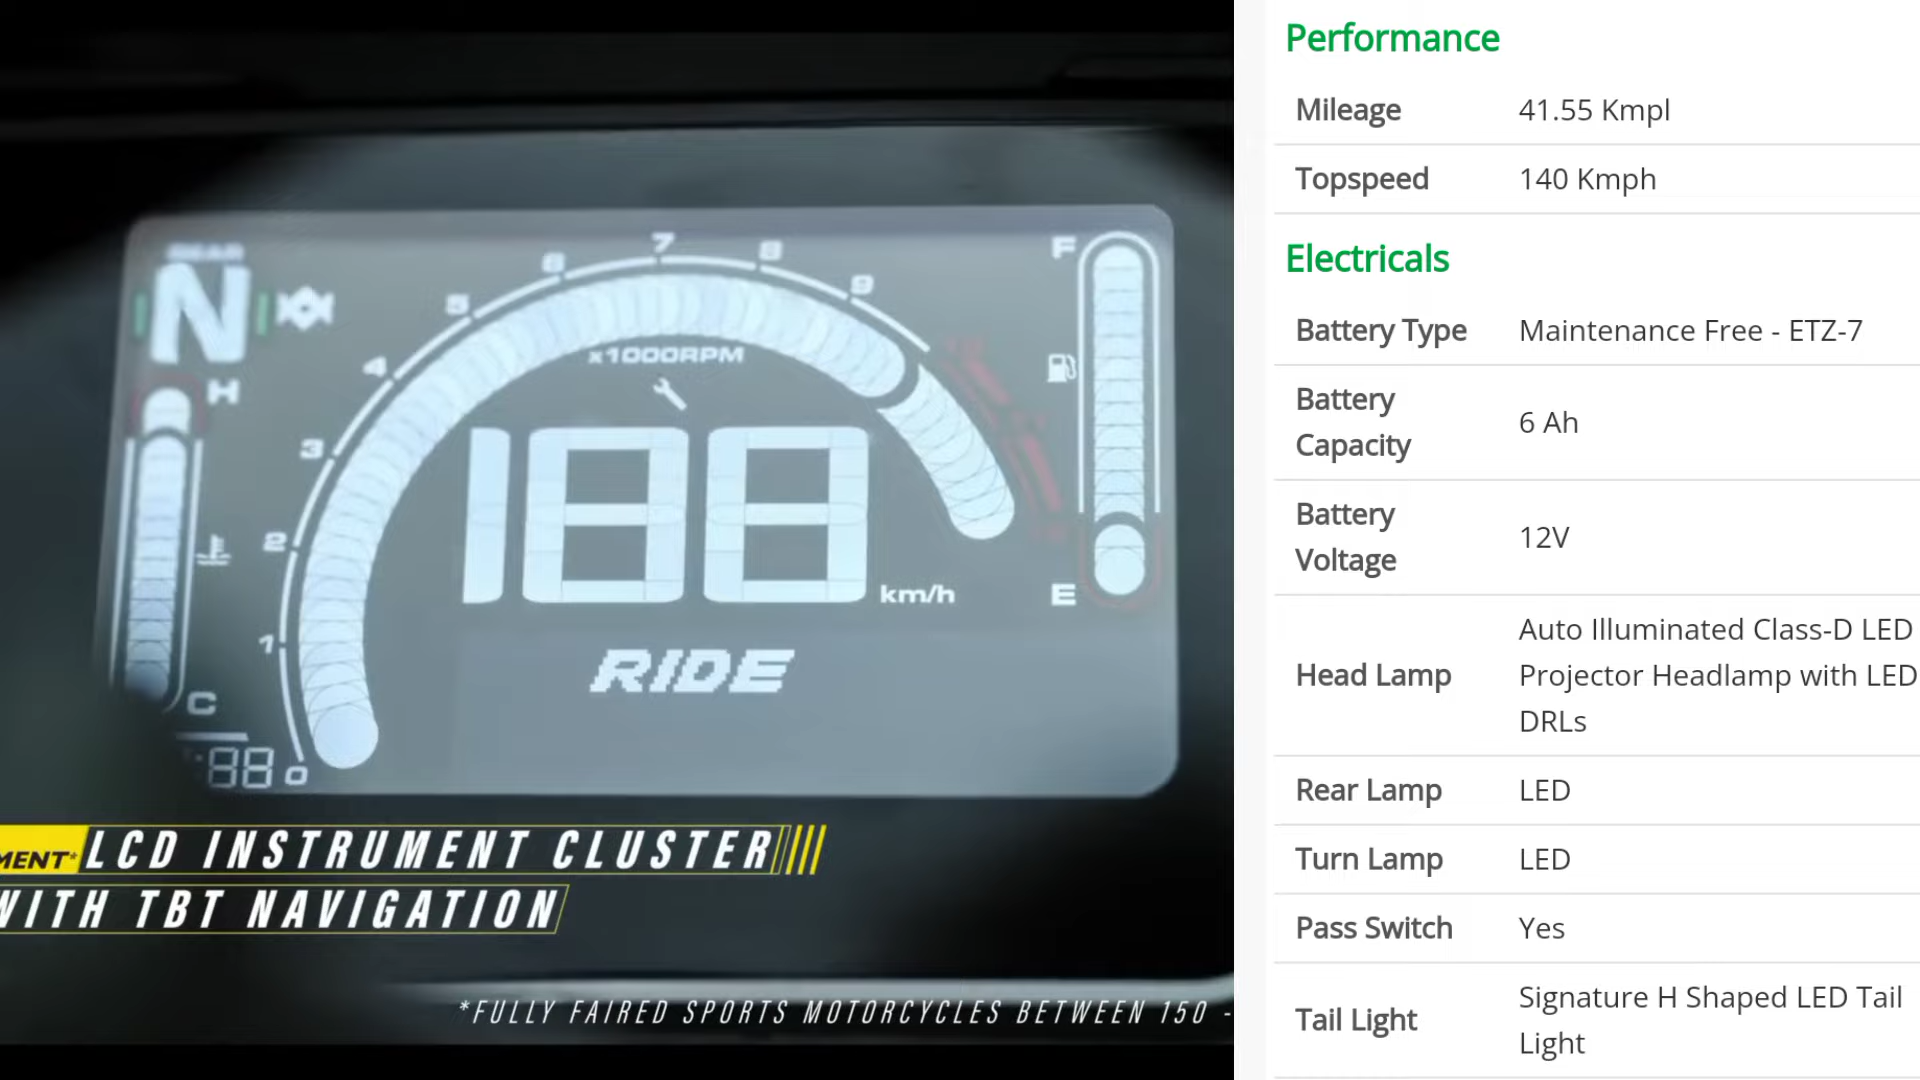 GEAR
N
H
C
:88
0
1
2
3
4
5
6
7
8
9
x1000RPM
188
km/h
RIDE
F
E
MENT*
LCD INSTRUMENT CLUSTER
WITH TBT NAVIGATION
*FULLY FAIRED SPORTS MOTORCYCLES BETWEEN 150 -
Performance
Mileage 41.55 Kmpl
Topspeed 140 Kmph
Electricals
Battery Type Maintenance Free - ETZ-7
Battery Capacity 6 Ah
Battery Voltage 12V
Head Lamp Auto Illuminated Class-D LED
Projector Headlamp with LED
DRLs
Rear Lamp LED
Turn Lamp LED
Pass Switch Yes
Tail Light Signature H Shaped LED Tail
Light